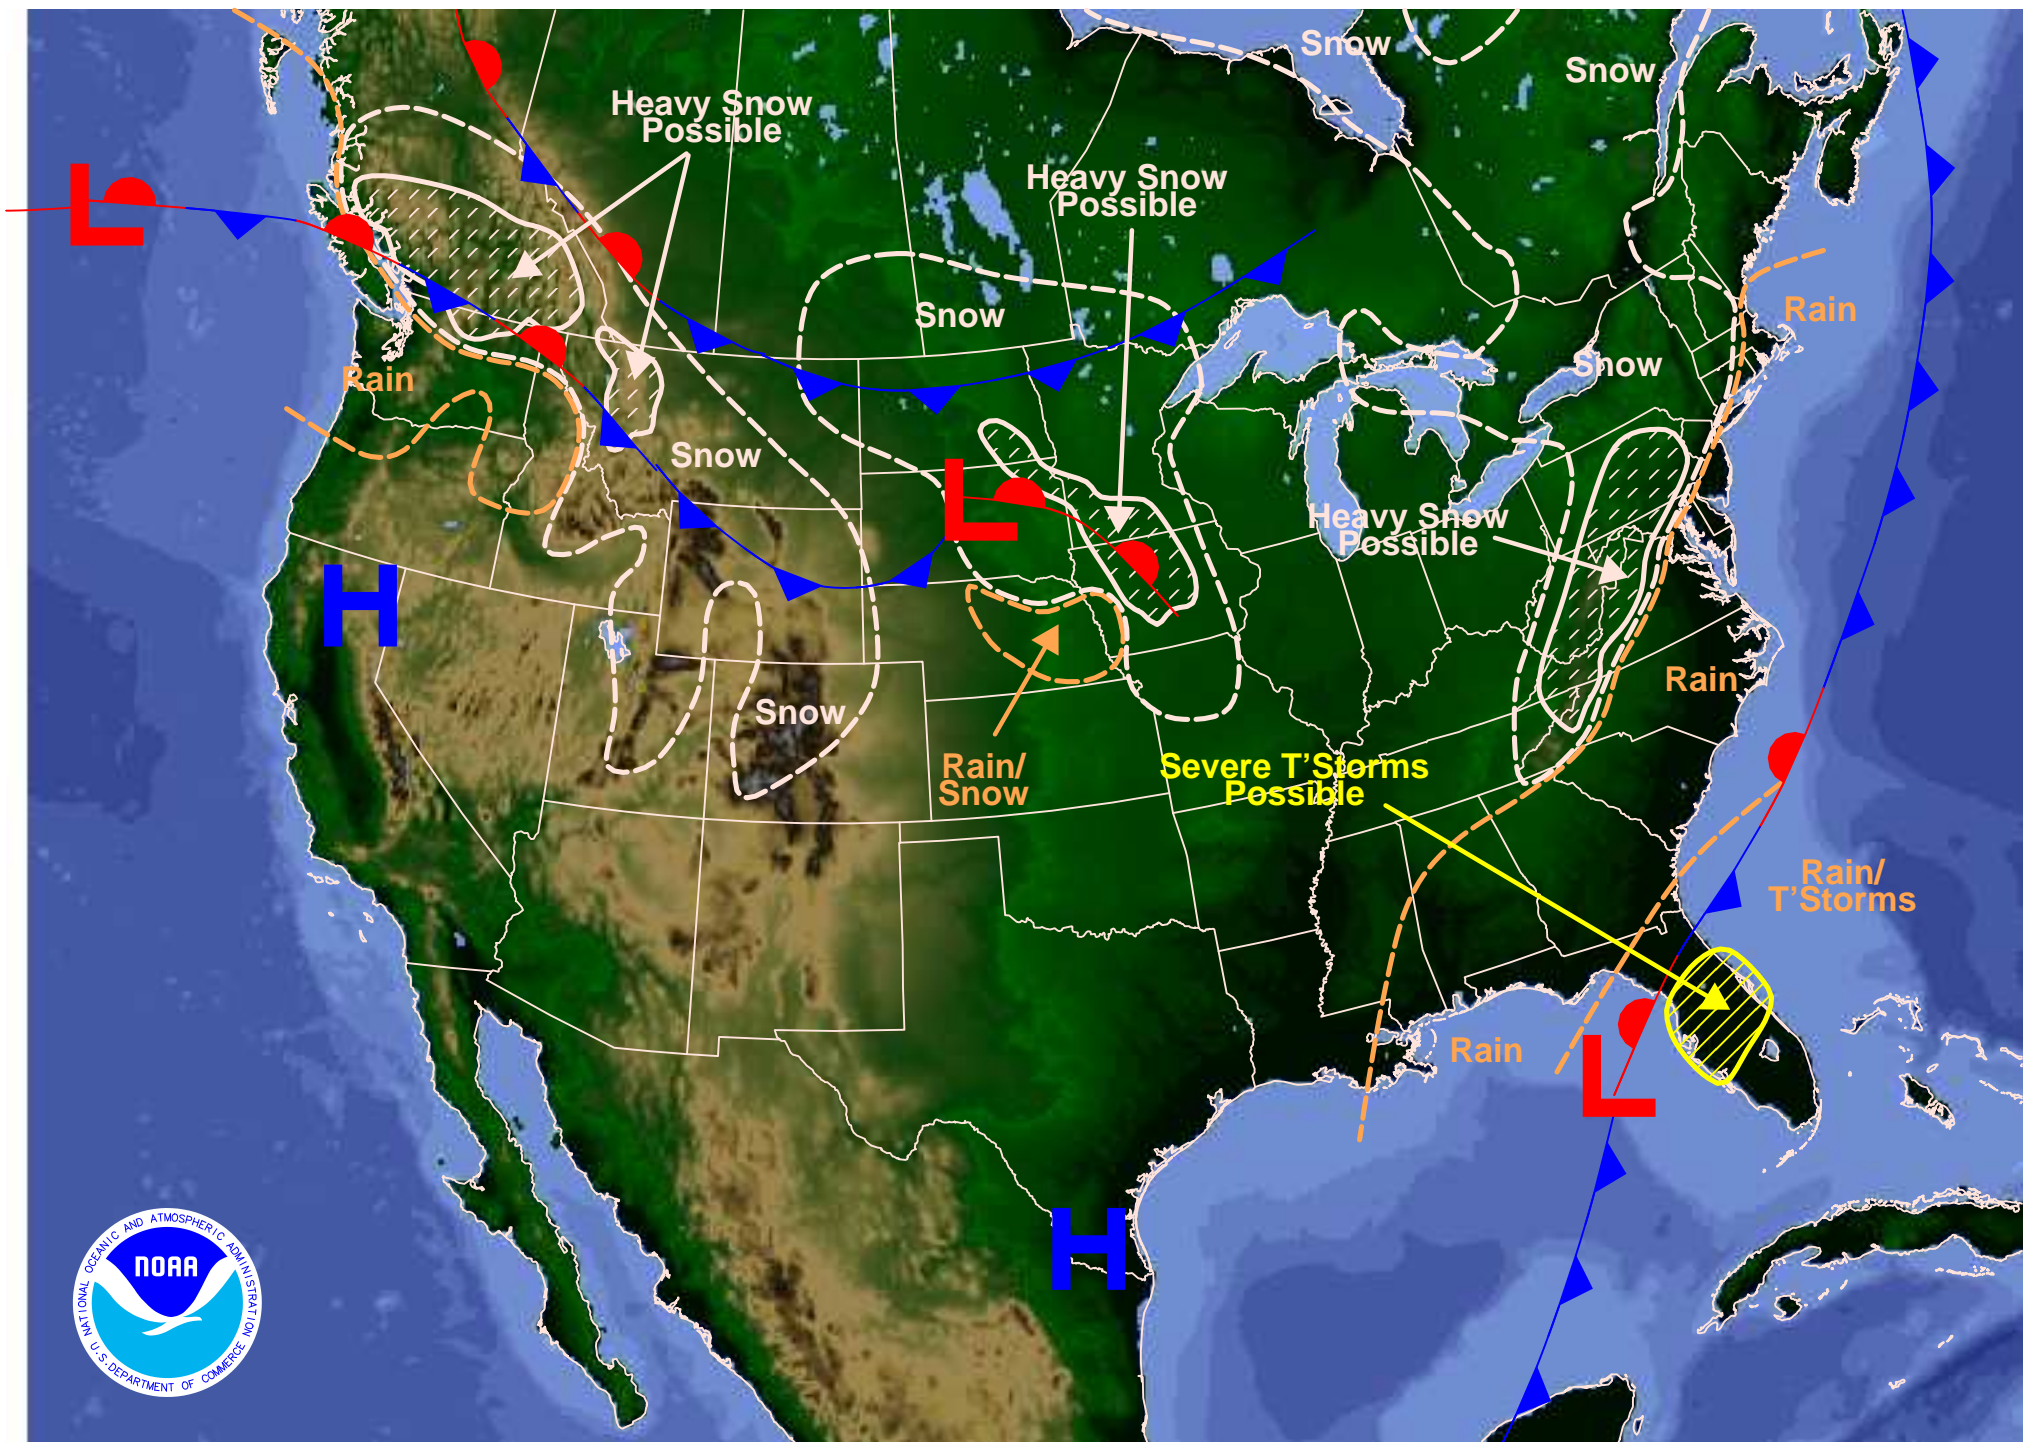 Snow
Snow
Heavy Snow
Possible
Heavy Snow
Possible
L
Snow
Rain
Snow
Rain
Snow
L
Heavy Snow
Possible
H
Rain
Snow
Rain/
Snow
Severe T'Storms
Possible
Rain/
T'Storms
Rain
L
H
NATIONAL OCEANIC AND ATMOSPHERIC ADMINISTRATION
NOAA
U.S. DEPARTMENT OF COMMERCE